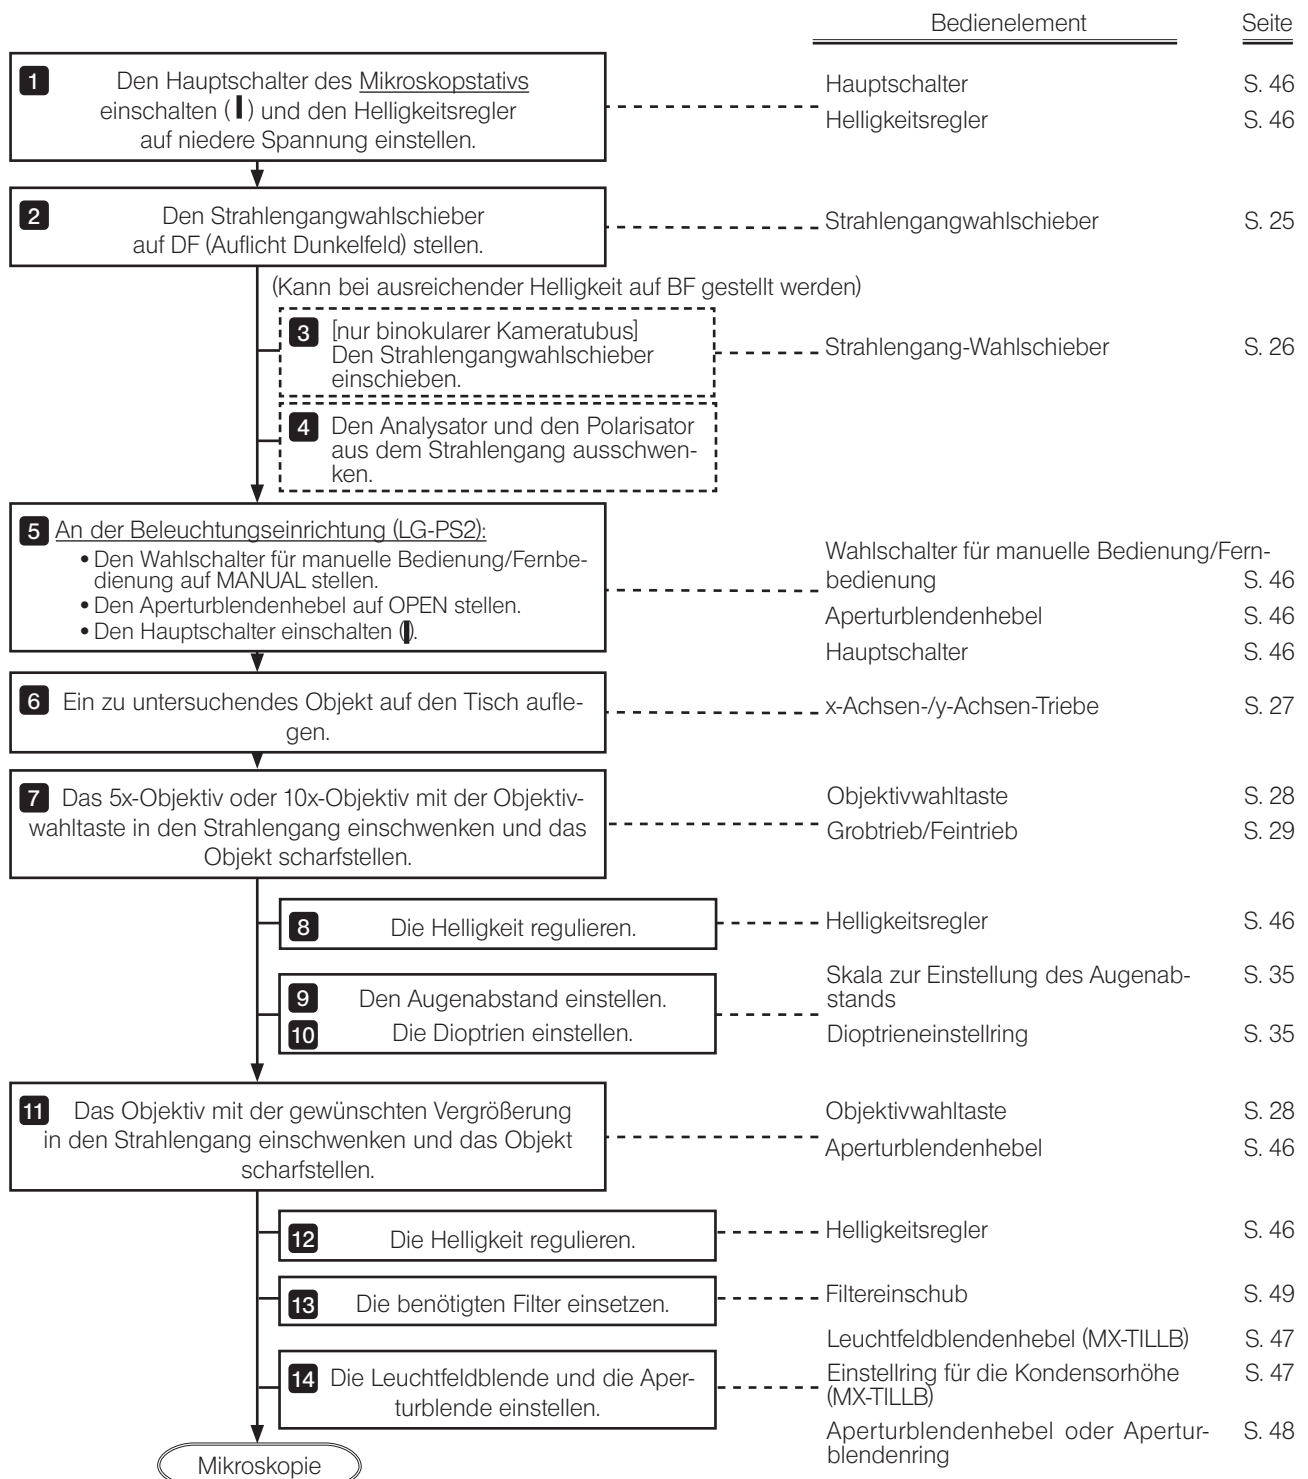 Bedienelement Seite
1 Den Hauptschalter des Mikroskopstativs
einschalten (I) und den Helligkeitsregler
auf niedere Spannung einstellen.
Hauptschalter S. 46
Helligkeitsregler S. 46
2 Den Strahlengangwahlschieber
auf DF (Auflicht Dunkelfeld) stellen.
Strahlengangwahlschieber S. 25
(Kann bei ausreichender Helligkeit auf BF gestellt werden)
3 [nur binokularer Kameratubus]
Den Strahlengangwahlschieber
einschieben.
Strahlengang-Wahlschieber S. 26
4 Den Analysator und den Polarisator
aus dem Strahlengang ausschwen-
ken.
5 An der Beleuchtungseinrichtung (LG-PS2):
• Den Wahlschalter für manuelle Bedienung/Fernbe-
dienung auf MANUAL stellen.
• Den Aperturblendenhebel auf OPEN stellen.
• Den Hauptschalter einschalten (I).
Wahlschalter für manuelle Bedienung/Fern-
bedienung S. 46
Aperturblendenhebel S. 46
Hauptschalter S. 46
6 Ein zu untersuchendes Objekt auf den Tisch aufle-
gen.
x-Achsen-/y-Achsen-Triebe S. 27
7 Das 5x-Objektiv oder 10x-Objektiv mit der Objektiv-
wahltaste in den Strahlengang einschwenken und das
Objekt scharfstellen.
Objektivwahltaste S. 28
Grobtrieb/Feintrieb S. 29
8 Die Helligkeit regulieren.
Helligkeitsregler S. 46
9 Den Augenabstand einstellen.
10 Die Dioptrien einstellen.
Skala zur Einstellung des Augenab- S. 35
stands
Dioptrieneinstellring S. 35
11 Das Objektiv mit der gewünschten Vergrößerung
in den Strahlengang einschwenken und das Objekt
scharfstellen.
Objektivwahltaste S. 28
Aperturblendenhebel S. 46
12 Die Helligkeit regulieren.
Helligkeitsregler S. 46
13 Die benötigten Filter einsetzen.
Filtereinschub S. 49
14 Die Leuchtfeldblende und die Aper-
turblende einstellen.
Leuchtfeldblendenhebel (MX-TILLB) S. 47
Einstellring für die Kondensorhöhe S. 47
(MX-TILLB)
Aperturblendenhebel oder Apertur- S. 48
blendenring
Mikroskopie